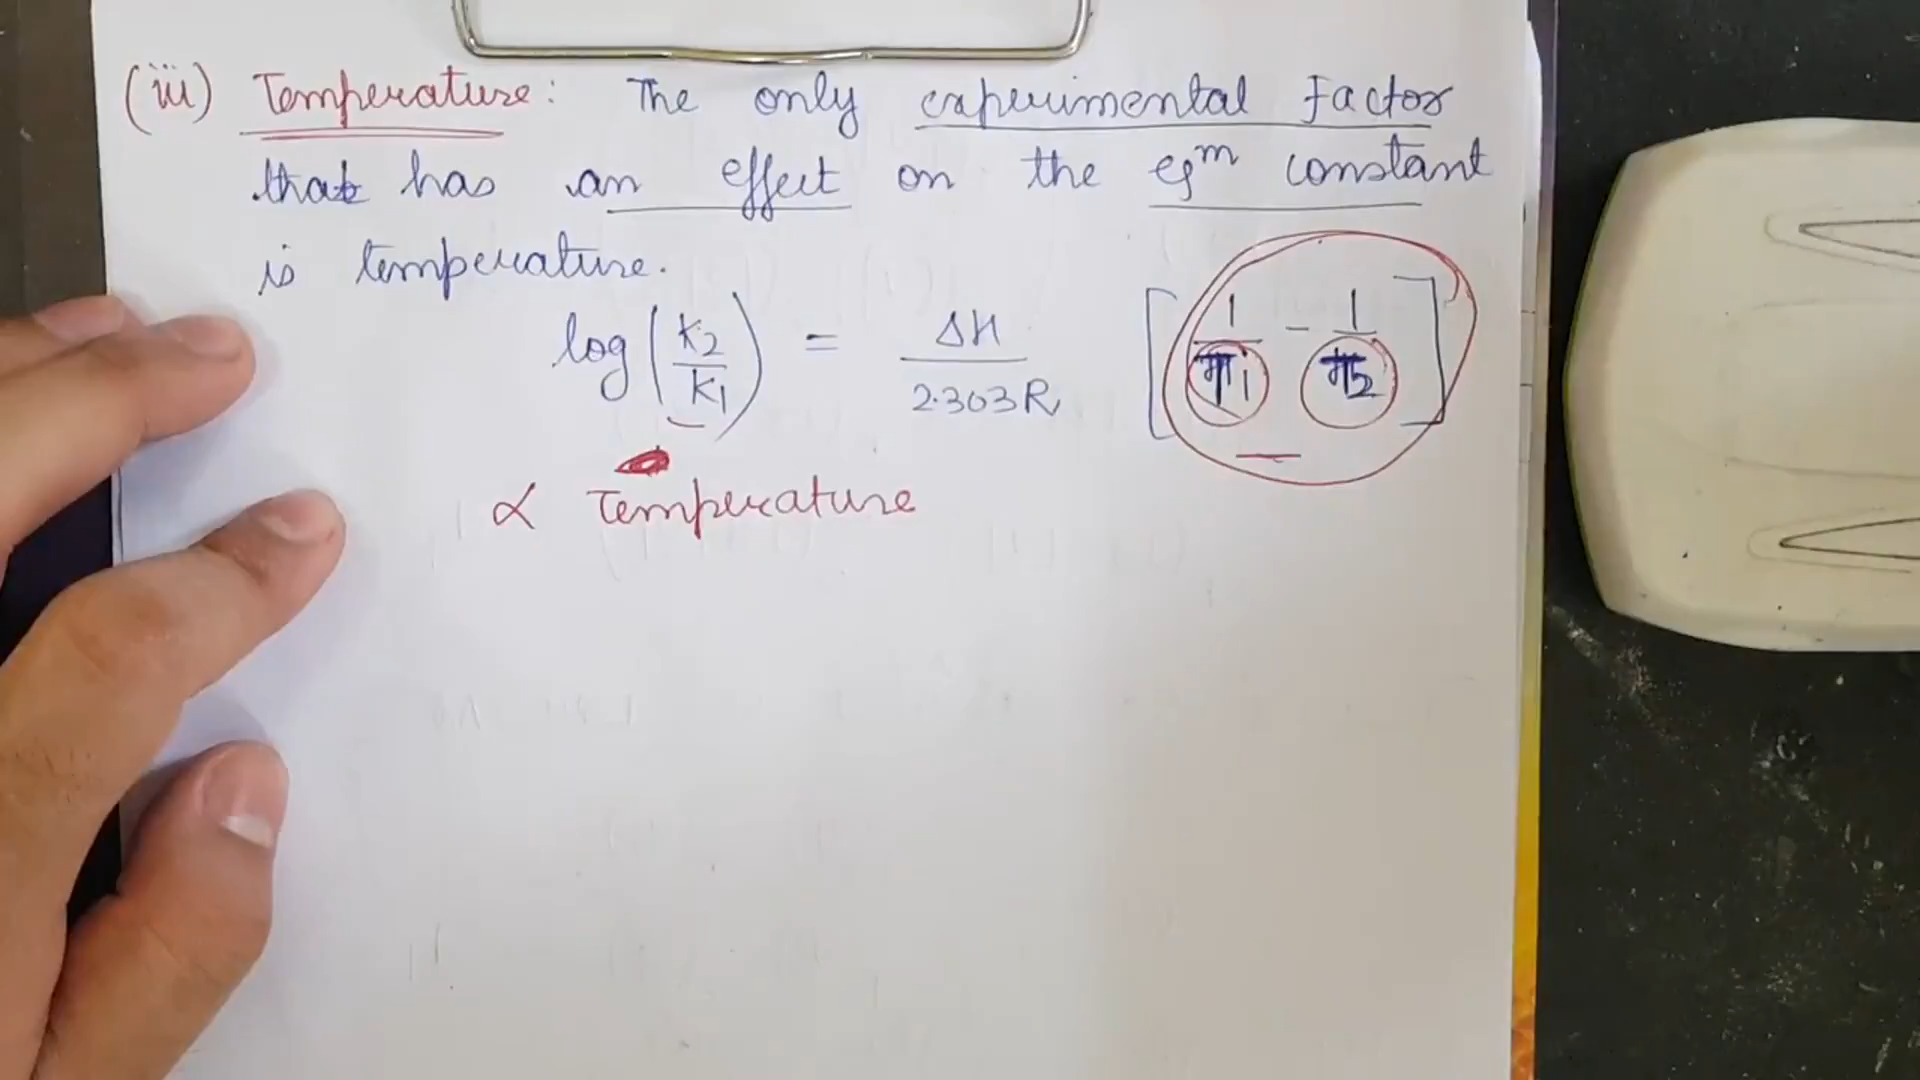 (iii) Temperature: The only experimental Factor
that has an effect on the eqm constant
is temperature.
log(K2/K1) = ΔH/2.303R [1/T1 - 1/T2]
∝ Temperature